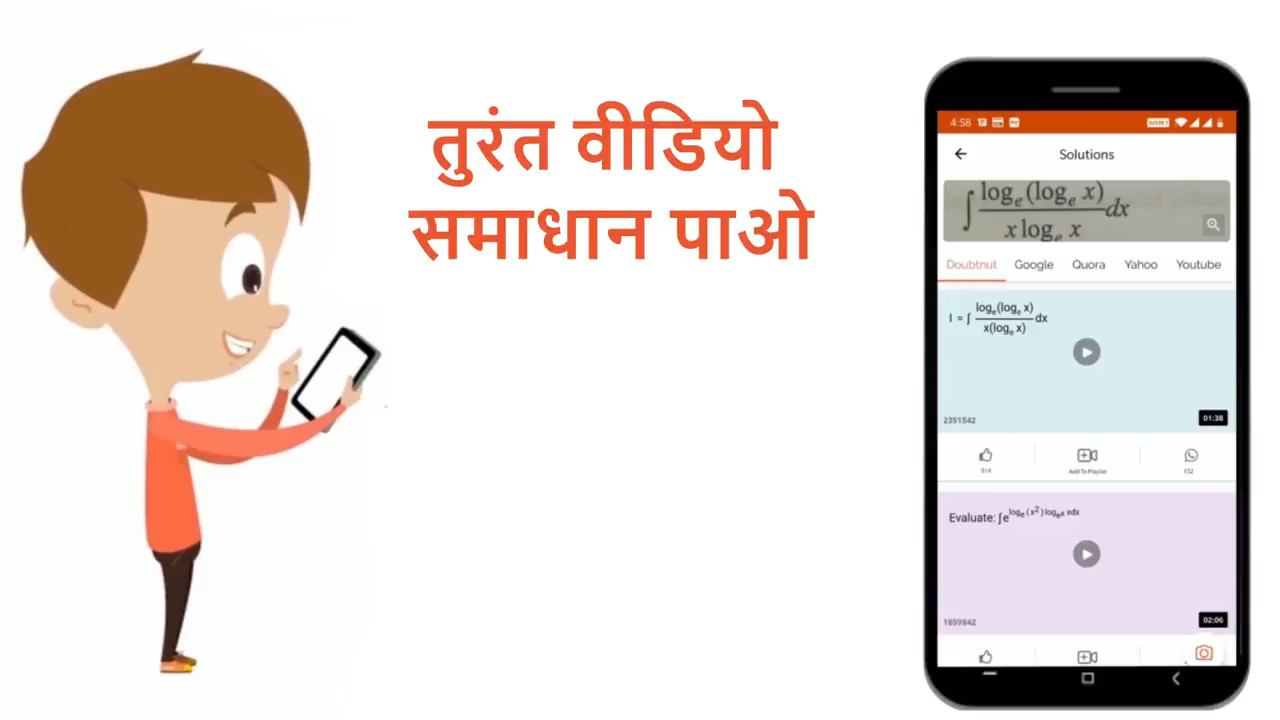 तुरंत वीडियो
समाधान पाओ
4:58
Solutions
∫ logₑ(logₑ x) / x logₑ x dx
Doubtnut Google Quora Yahoo Youtube
I = ∫ logₑ(logₑ x) / x(logₑ x) dx
2351542 01:38
914 Add To Playlist 152
Evaluate: ∫e^logₑ(x²)logₑx xdx
1859842 02:06